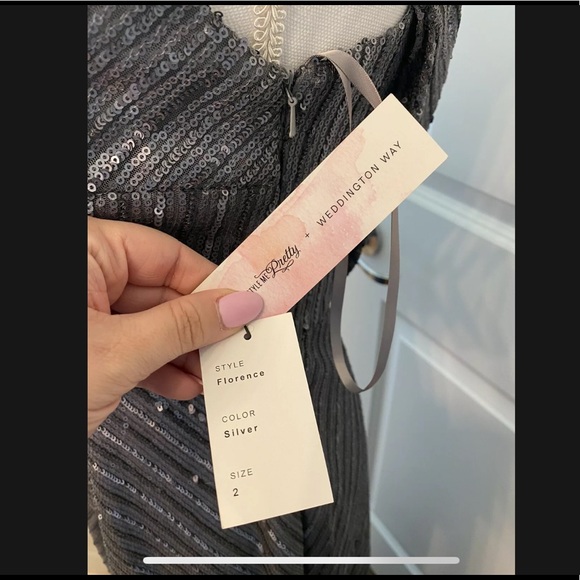 STYLE ME Pretty + WEDDINGTON WAY
STYLE
Florence
COLOR
Silver
SIZE
2